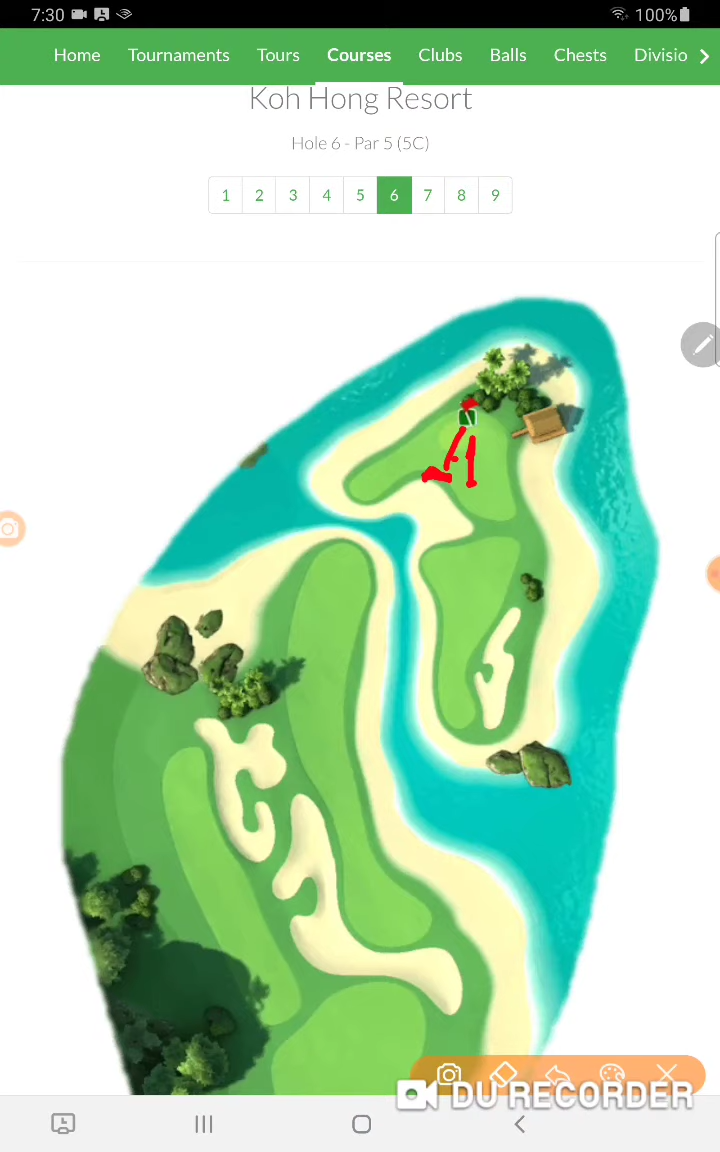 7:30 100%
Home Tournaments Tours Courses Clubs Balls Chests Divisio
Koh Hong Resort
Hole 6 - Par 5 (5C)
1 2 3 4 5 6 7 8 9
DU RECORDER